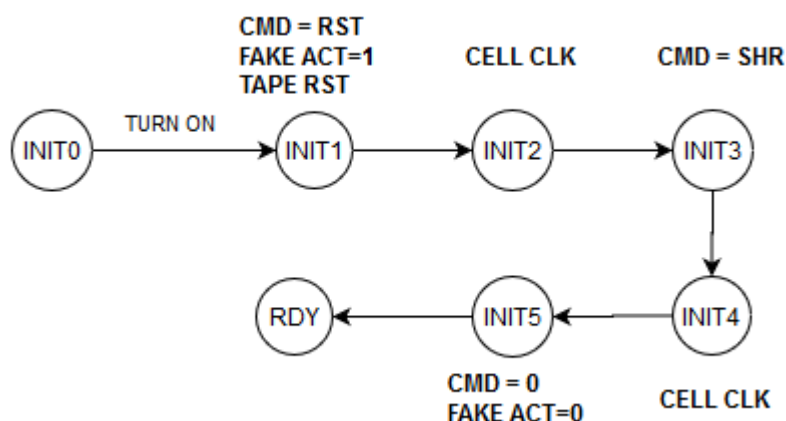 CMD = RST
FAKE ACT=1
TAPE RST
CELL CLK
CMD = SHR
TURN ON
INIT0
INIT1
INIT2
INIT3
RDY
INIT5
INIT4
CMD = 0
FAKE ACT=0
CELL CLK